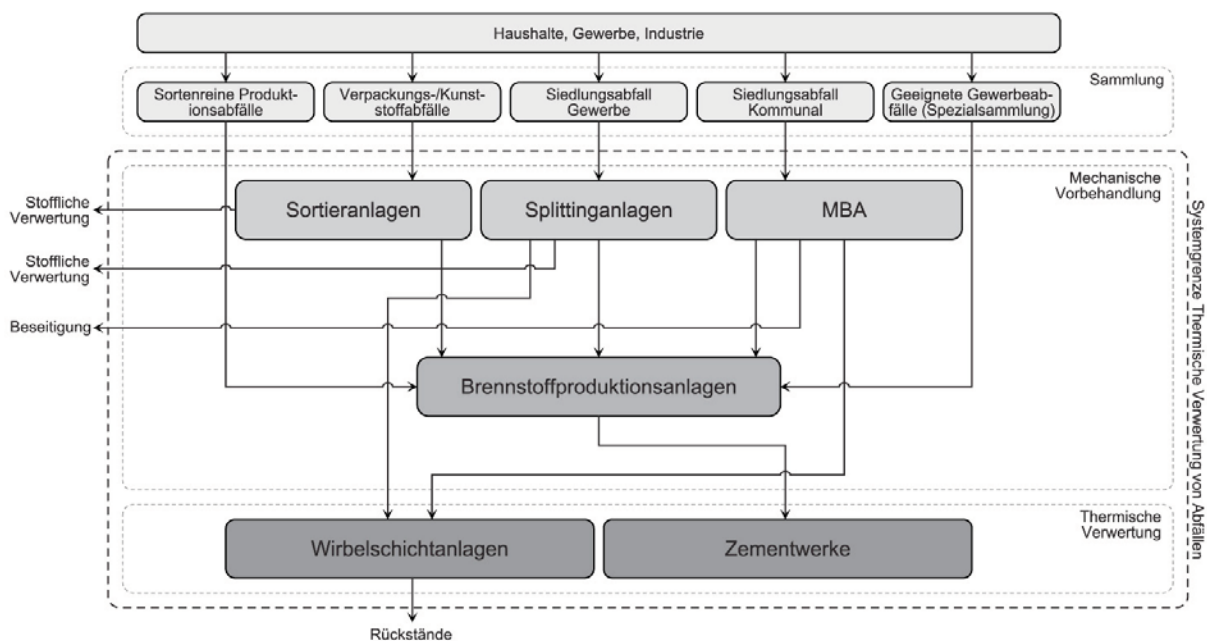 Haushalte, Gewerbe, Industrie
Sammlung
Sortenreine Produkt-
ionsabfälle
Verpackungs-/Kunst-
stoffabfälle
Siedlungsabfall
Gewerbe
Siedlungsabfall
Kommunal
Geeignete Gewerbeab-
fälle (Spezialsammlung)
Mechanische
Vorbehandlung
Sortieranlagen
Splittinganlagen
MBA
Stoffliche
Verwertung
Stoffliche
Verwertung
Beseitigung
Brennstoffproduktionsanlagen
Thermische
Verwertung
Wirbelschichtanlagen
Zementwerke
Rückstände
Systemgrenze Thermische Verwertung von Abfällen